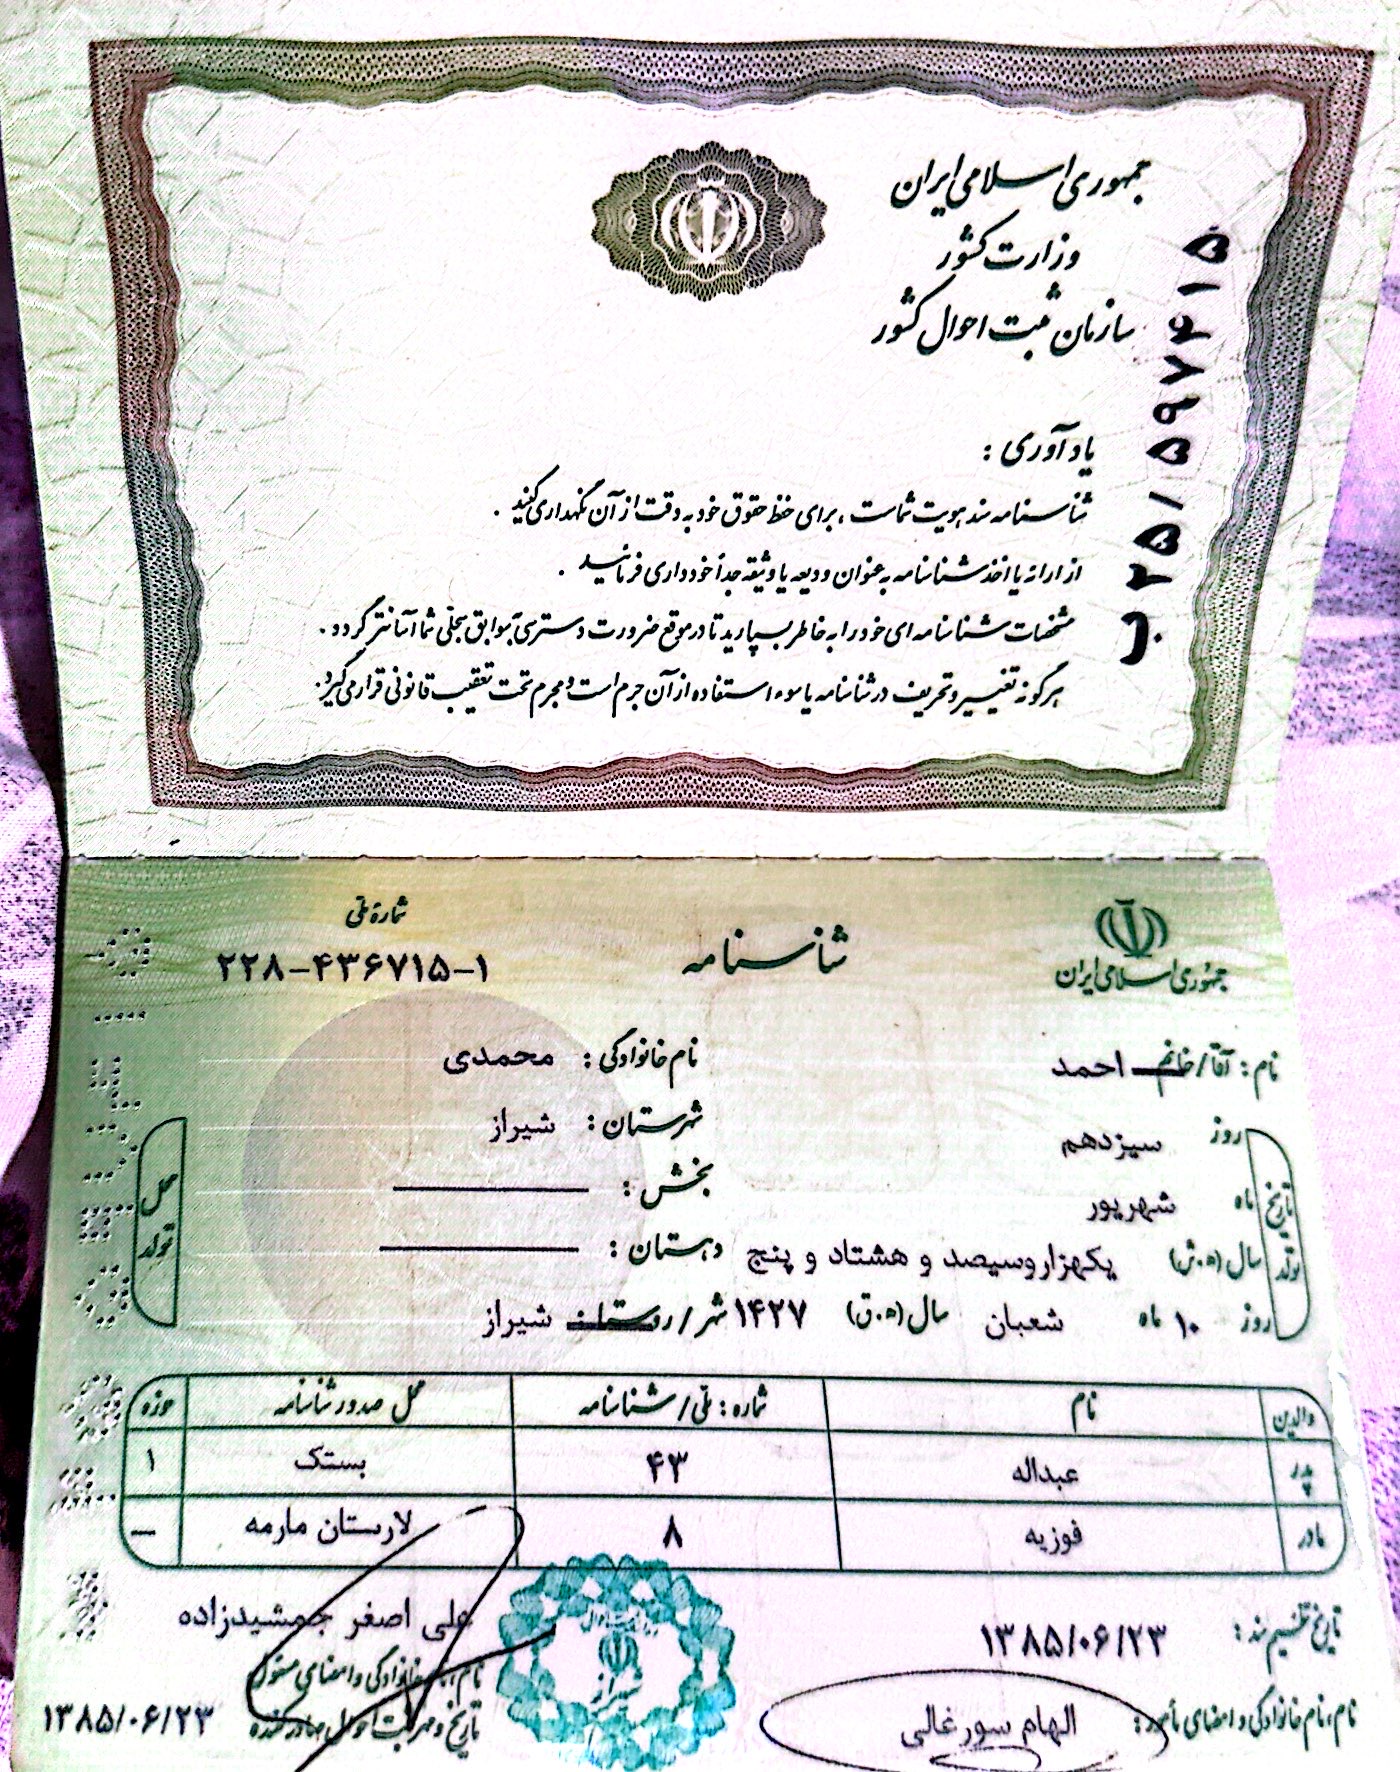 جمهوری اسلامی ایران
وزارت کشور
سازمان ثبت احوال کشور
ب ۲۵/ ۵۹۷۴۱۵
یادآوری :
شناسنامه سند هویت شماست ، برای حفظ حقوق خود به دقت از آن نگهداری کنید .
از ارائه یا اخذ شناسنامه به عنوان ودیعه یا وثیقه جداً خودداری فرمائید .
مشخصات شناسنامه ای خود را به خاطر بسپارید تا در موقع ضرورت دسترسی به سوابق سجلی شما آسانتر گردد .
هرگونه تغییر و تحریف در شناسنامه یا سوء استفاده از آن جرم است و مجرم تحت تعقیب قانونی قرار می گیرد.
جمهوری اسلامی ایران
شناسنامه
شماره ملی
۲۲۸-۴۳۶۷۱۵-۱
نام : آقا/خانم احمد نام خانوادگی : محمدی
تاریخ تولد
روز سیزدهم شهرستان : شیراز
ماه شهریور بخش : ——
سال (ه.ش) یکهزاروسیصد و هشتاد و پنج دهستان : ——
روز ۱۰ ماه شعبان سال (ه.ق) ۱۴۲۷ شهر/روستا : شیراز
محل تولد
والدین نام شماره : ملی/شناسنامه محل صدور شناسنامه حوزه
پدر عبداله ۴۳ بستک ۱
مادر فوزیه ۸ لارستان مارمه —
تاریخ تنظیم سند : ۱۳۸۵/۰۶/۲۳
علی اصغر جمشیدزاده
نام، نام خانوادگی و امضای مسئول
نام، نام خانوادگی و امضای مأمور : الهام سورغالی
تاریخ و مهر ثبت احوال صادر کننده ۱۳۸۵/۰۶/۲۳
شیراز